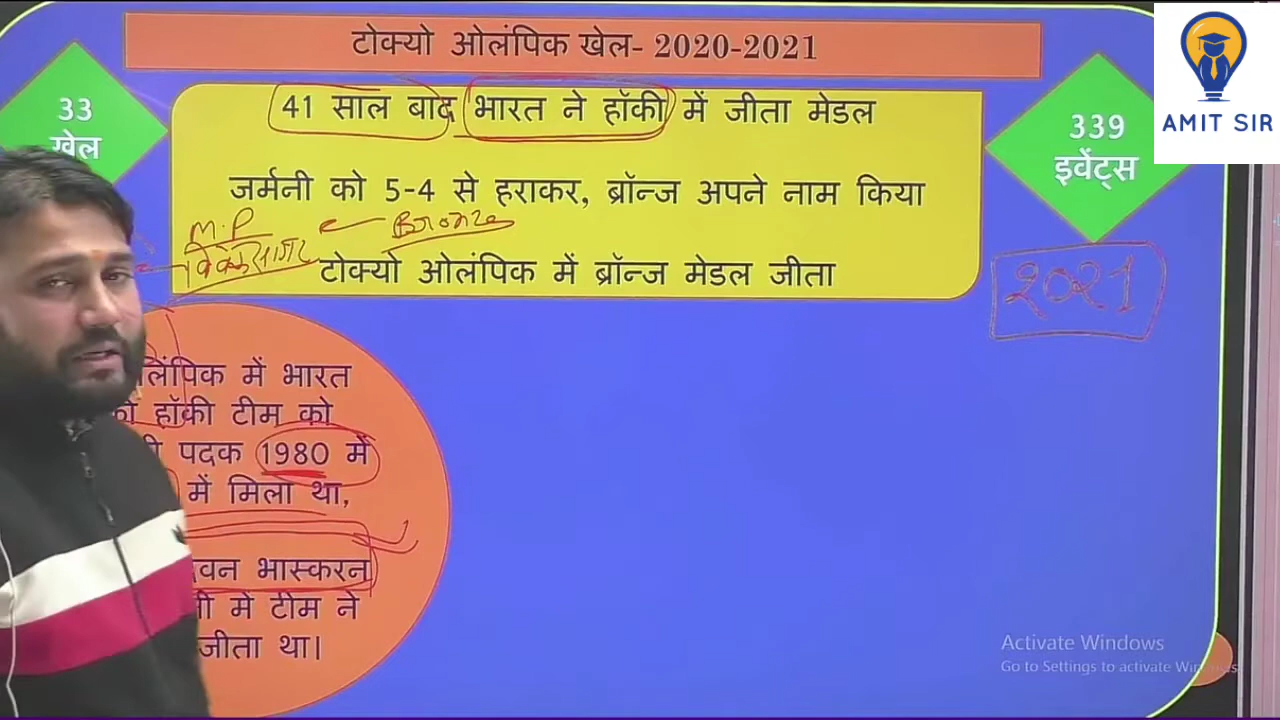 टोक्यो ओलंपिक खेल- 2020-2021
33
खेल
41 साल बाद भारत ने हॉकी में जीता मेडल
जर्मनी को 5-4 से हराकर, ब्रॉन्ज अपने नाम किया
M.P
Bronze
विवेक सागर
टोक्यो ओलंपिक में ब्रॉन्ज मेडल जीता
339
इवेंट्स
AMIT SIR
2021
में भारत
हॉकी टीम को
पदक 1980 में
में मिला था,
भास्करन
में टीम ने
जीता था।
Activate Windows
Go to Settings to activate Windows